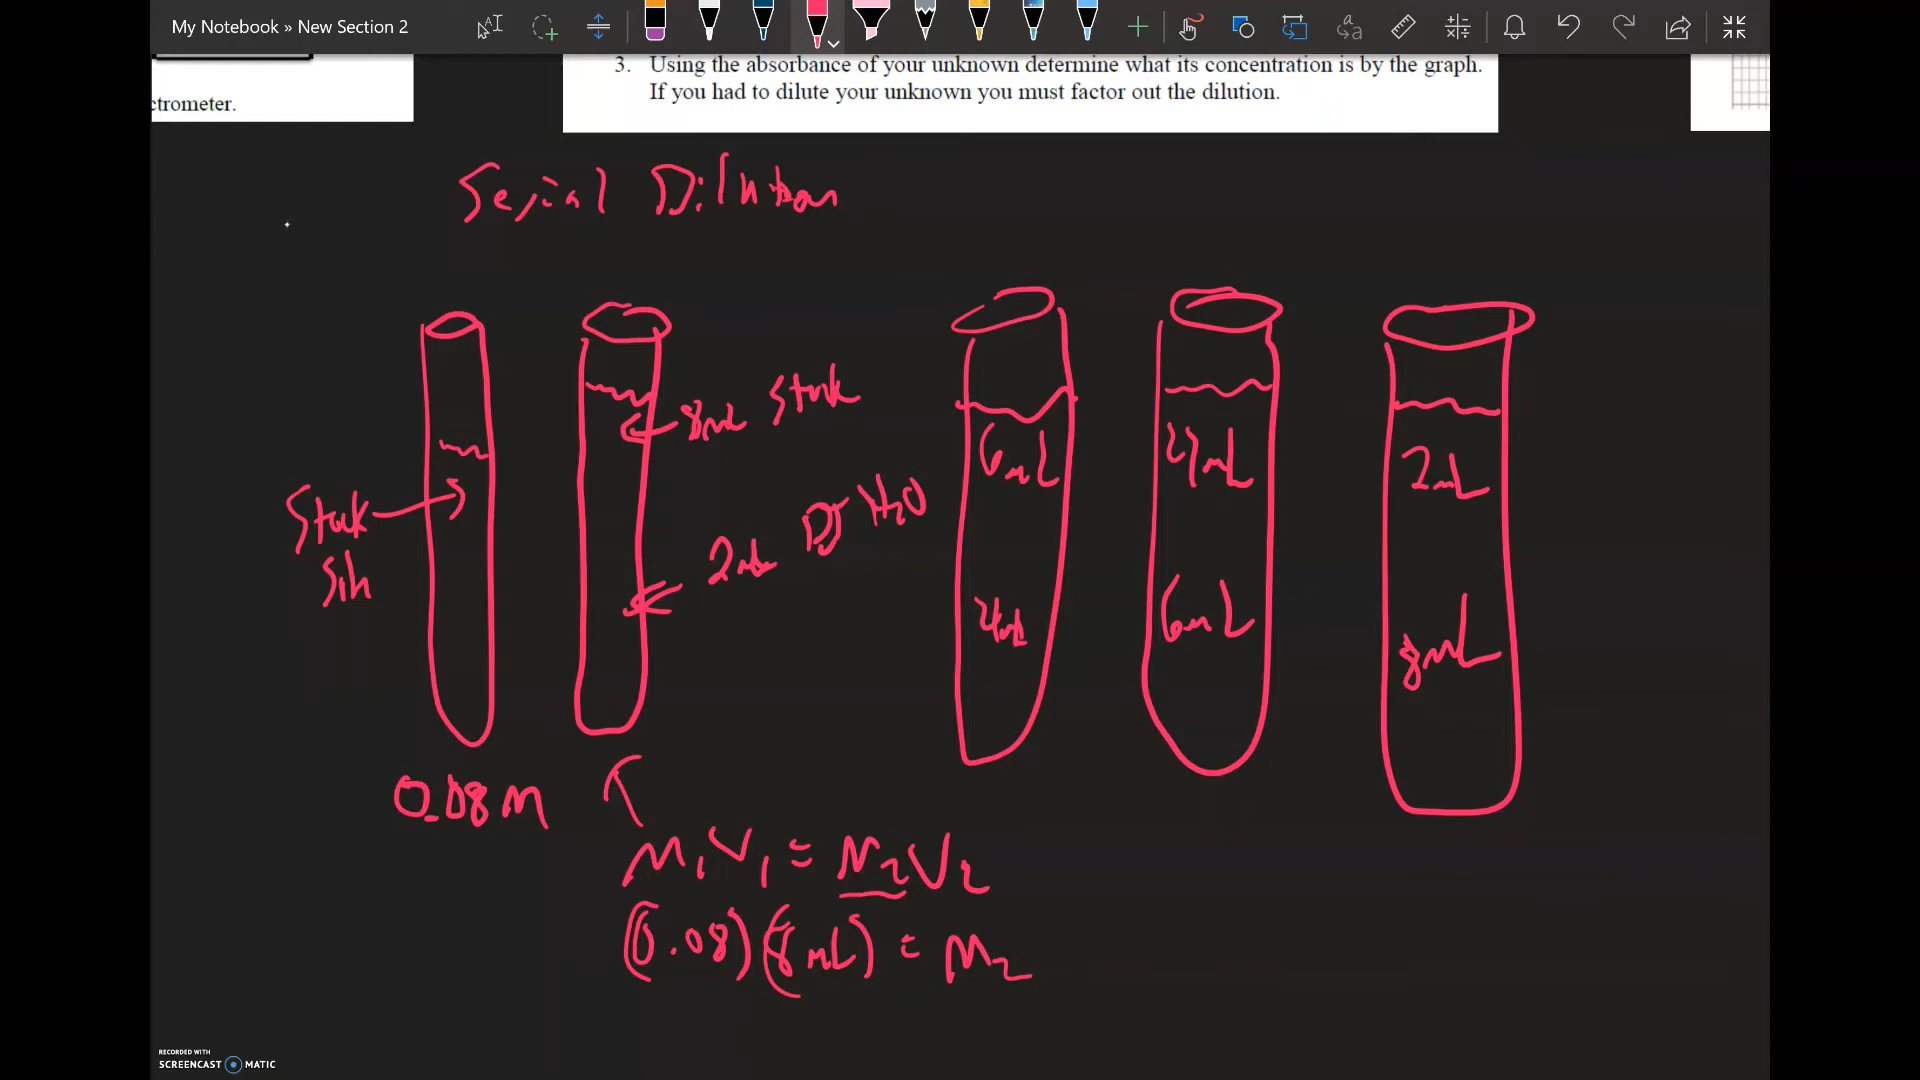 My Notebook » New Section 2
ctrometer.
3. Using the absorbance of your unknown determine what its concentration is by the graph.
If you had to dilute your unknown you must factor out the dilution.
Serial Dilution
8mL Stock
2mL DI H₂O
Stock
Sln
6mL
4mL
4mL
6mL
2mL
8mL
0.08M
M₁V₁ = M₂V₂
(0.08)(8mL) = M₂
RECORDED WITH
SCREENCAST MATIC